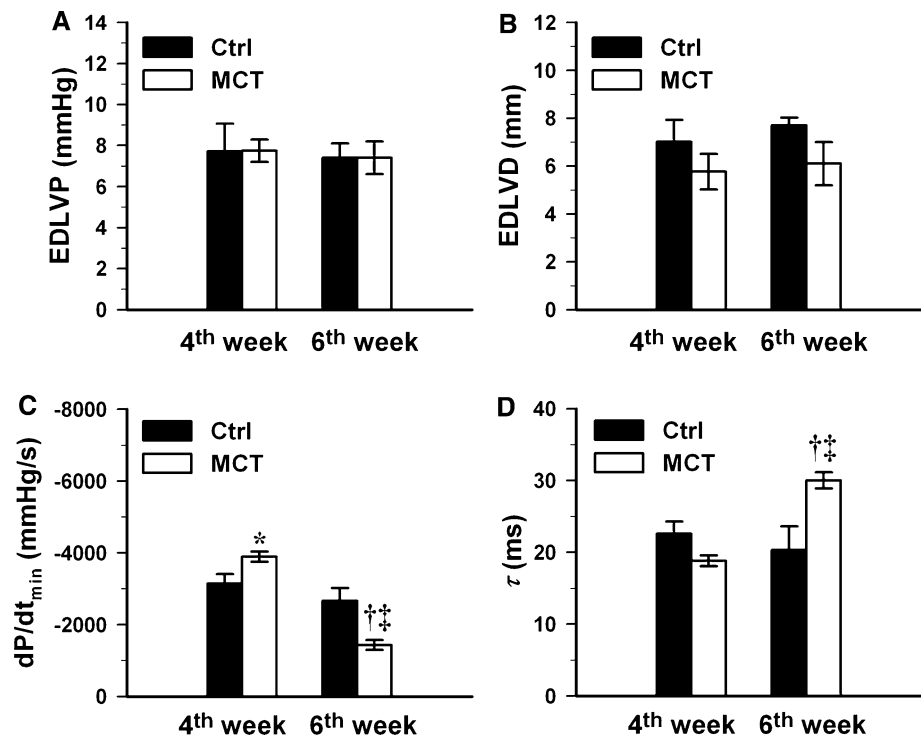 A
EDLVP (mmHg)
14
12
10
8
6
4
2
0
Ctrl
MCT
4th week 6th week
B
EDLVD (mm)
12
10
8
6
4
2
0
Ctrl
MCT
4th week 6th week
C
dP/dtmin (mmHg/s)
-8000
-6000
-4000
-2000
0
Ctrl
MCT
*
†‡
4th week 6th week
D
τ (ms)
40
30
20
10
0
Ctrl
MCT
†‡
4th week 6th week